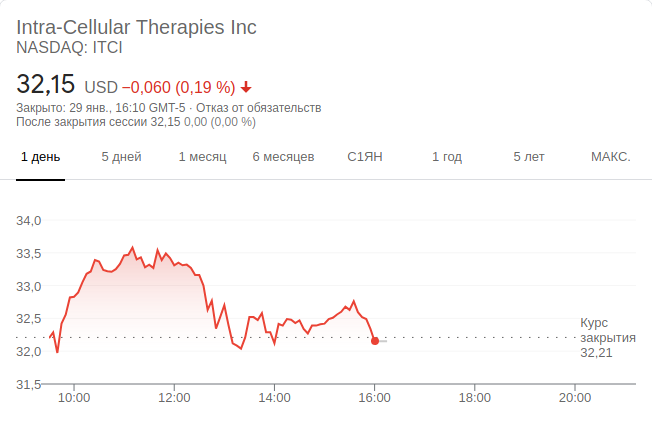 Intra-Cellular Therapies Inc
NASDAQ: ITCI
32,15 USD −0,060 (0,19 %)
Закрыто: 29 янв., 16:10 GMT-5 · Отказ от обязательств
После закрытия сессии 32,15 0,00 (0,00 %)
1 день 5 дней 1 месяц 6 месяцев С1ЯН 1 год 5 лет МАКС.
34,0
33,5
33,0
32,5
32,0
31,5
Курс
закрытия
32,21
10:00 12:00 14:00 16:00 18:00 20:00